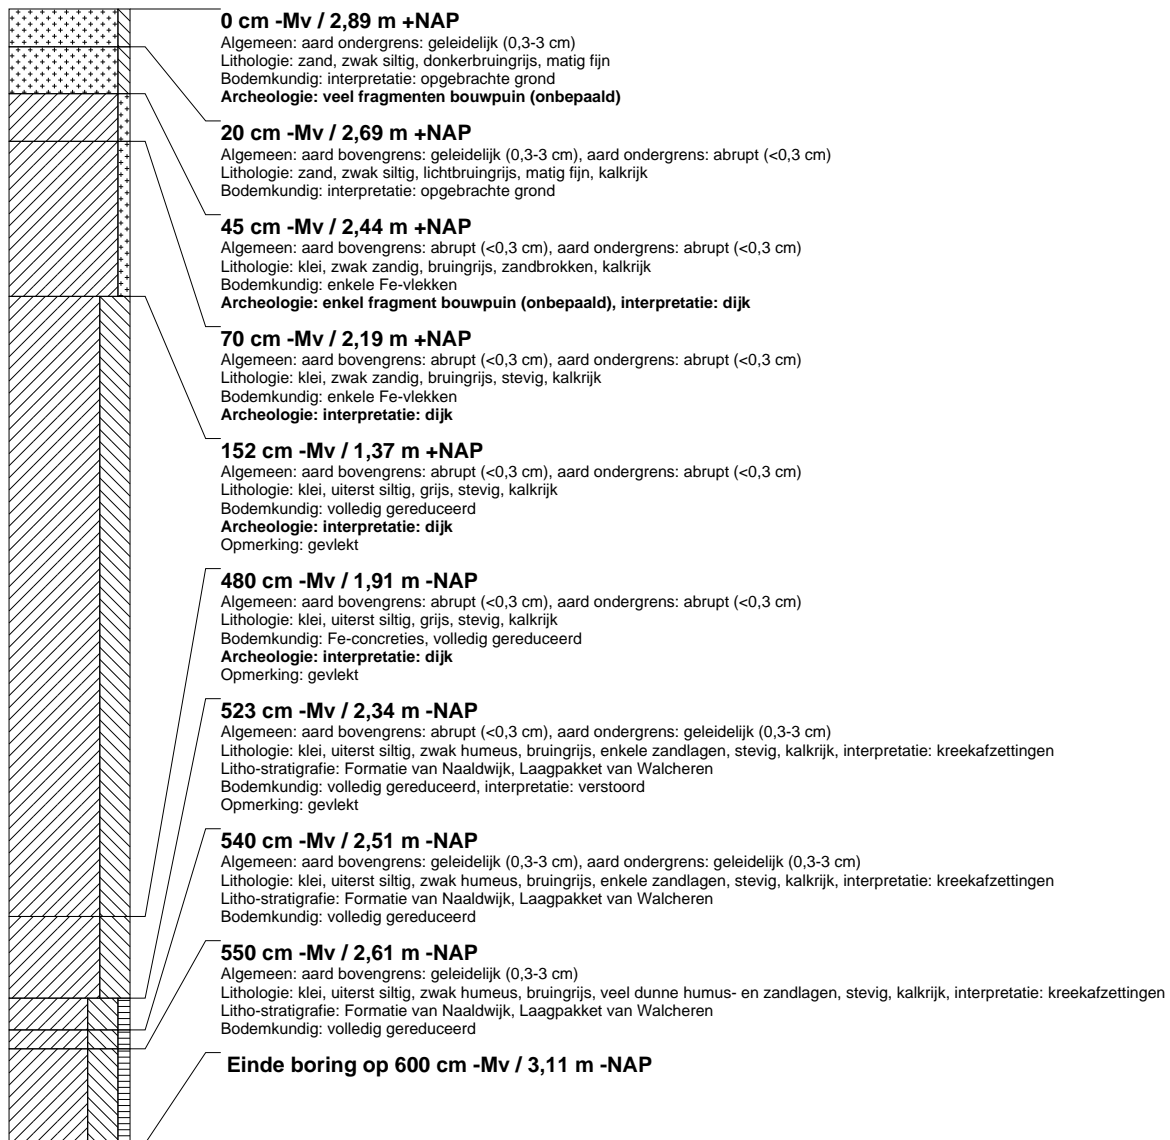 0 cm -Mv / 2,89 m +NAP
Algemeen: aard ondergrens: geleidelijk (0,3-3 cm)
Lithologie: zand, zwak siltig, donkerbruingrijs, matig fijn
Bodemkundig: interpretatie: opgebrachte grond
Archeologie: veel fragmenten bouwpuin (onbepaald)
20 cm -Mv / 2,69 m +NAP
Algemeen: aard bovengrens: geleidelijk (0,3-3 cm), aard ondergrens: abrupt (<0,3 cm)
Lithologie: zand, zwak siltig, lichtbruingrijs, matig fijn, kalkrijk
Bodemkundig: interpretatie: opgebrachte grond
45 cm -Mv / 2,44 m +NAP
Algemeen: aard bovengrens: abrupt (<0,3 cm), aard ondergrens: abrupt (<0,3 cm)
Lithologie: klei, zwak zandig, bruingrijs, zandbrokken, kalkrijk
Bodemkundig: enkele Fe-vlekken
Archeologie: enkel fragment bouwpuin (onbepaald), interpretatie: dijk
70 cm -Mv / 2,19 m +NAP
Algemeen: aard bovengrens: abrupt (<0,3 cm), aard ondergrens: abrupt (<0,3 cm)
Lithologie: klei, zwak zandig, bruingrijs, stevig, kalkrijk
Bodemkundig: enkele Fe-vlekken
Archeologie: interpretatie: dijk
152 cm -Mv / 1,37 m +NAP
Algemeen: aard bovengrens: abrupt (<0,3 cm), aard ondergrens: abrupt (<0,3 cm)
Lithologie: klei, uiterst siltig, grijs, stevig, kalkrijk
Bodemkundig: volledig gereduceerd
Archeologie: interpretatie: dijk
Opmerking: gevlekt
480 cm -Mv / 1,91 m -NAP
Algemeen: aard bovengrens: abrupt (<0,3 cm), aard ondergrens: abrupt (<0,3 cm)
Lithologie: klei, uiterst siltig, grijs, stevig, kalkrijk
Bodemkundig: Fe-concreties, volledig gereduceerd
Archeologie: interpretatie: dijk
Opmerking: gevlekt
523 cm -Mv / 2,34 m -NAP
Algemeen: aard bovengrens: abrupt (<0,3 cm), aard ondergrens: geleidelijk (0,3-3 cm)
Lithologie: klei, uiterst siltig, zwak humeus, bruingrijs, enkele zandlagen, stevig, kalkrijk, interpretatie: kreekafzettingen
Litho-stratigrafie: Formatie van Naaldwijk, Laagpakket van Walcheren
Bodemkundig: volledig gereduceerd, interpretatie: verstoord
Opmerking: gevlekt
540 cm -Mv / 2,51 m -NAP
Algemeen: aard bovengrens: geleidelijk (0,3-3 cm), aard ondergrens: geleidelijk (0,3-3 cm)
Lithologie: klei, uiterst siltig, zwak humeus, bruingrijs, enkele zandlagen, stevig, kalkrijk, interpretatie: kreekafzettingen
Litho-stratigrafie: Formatie van Naaldwijk, Laagpakket van Walcheren
Bodemkundig: volledig gereduceerd
550 cm -Mv / 2,61 m -NAP
Algemeen: aard bovengrens: geleidelijk (0,3-3 cm)
Lithologie: klei, uiterst siltig, zwak humeus, bruingrijs, veel dunne humus- en zandlagen, stevig, kalkrijk, interpretatie: kreekafzettingen
Litho-stratigrafie: Formatie van Naaldwijk, Laagpakket van Walcheren
Bodemkundig: volledig gereduceerd
Einde boring op 600 cm -Mv / 3,11 m -NAP